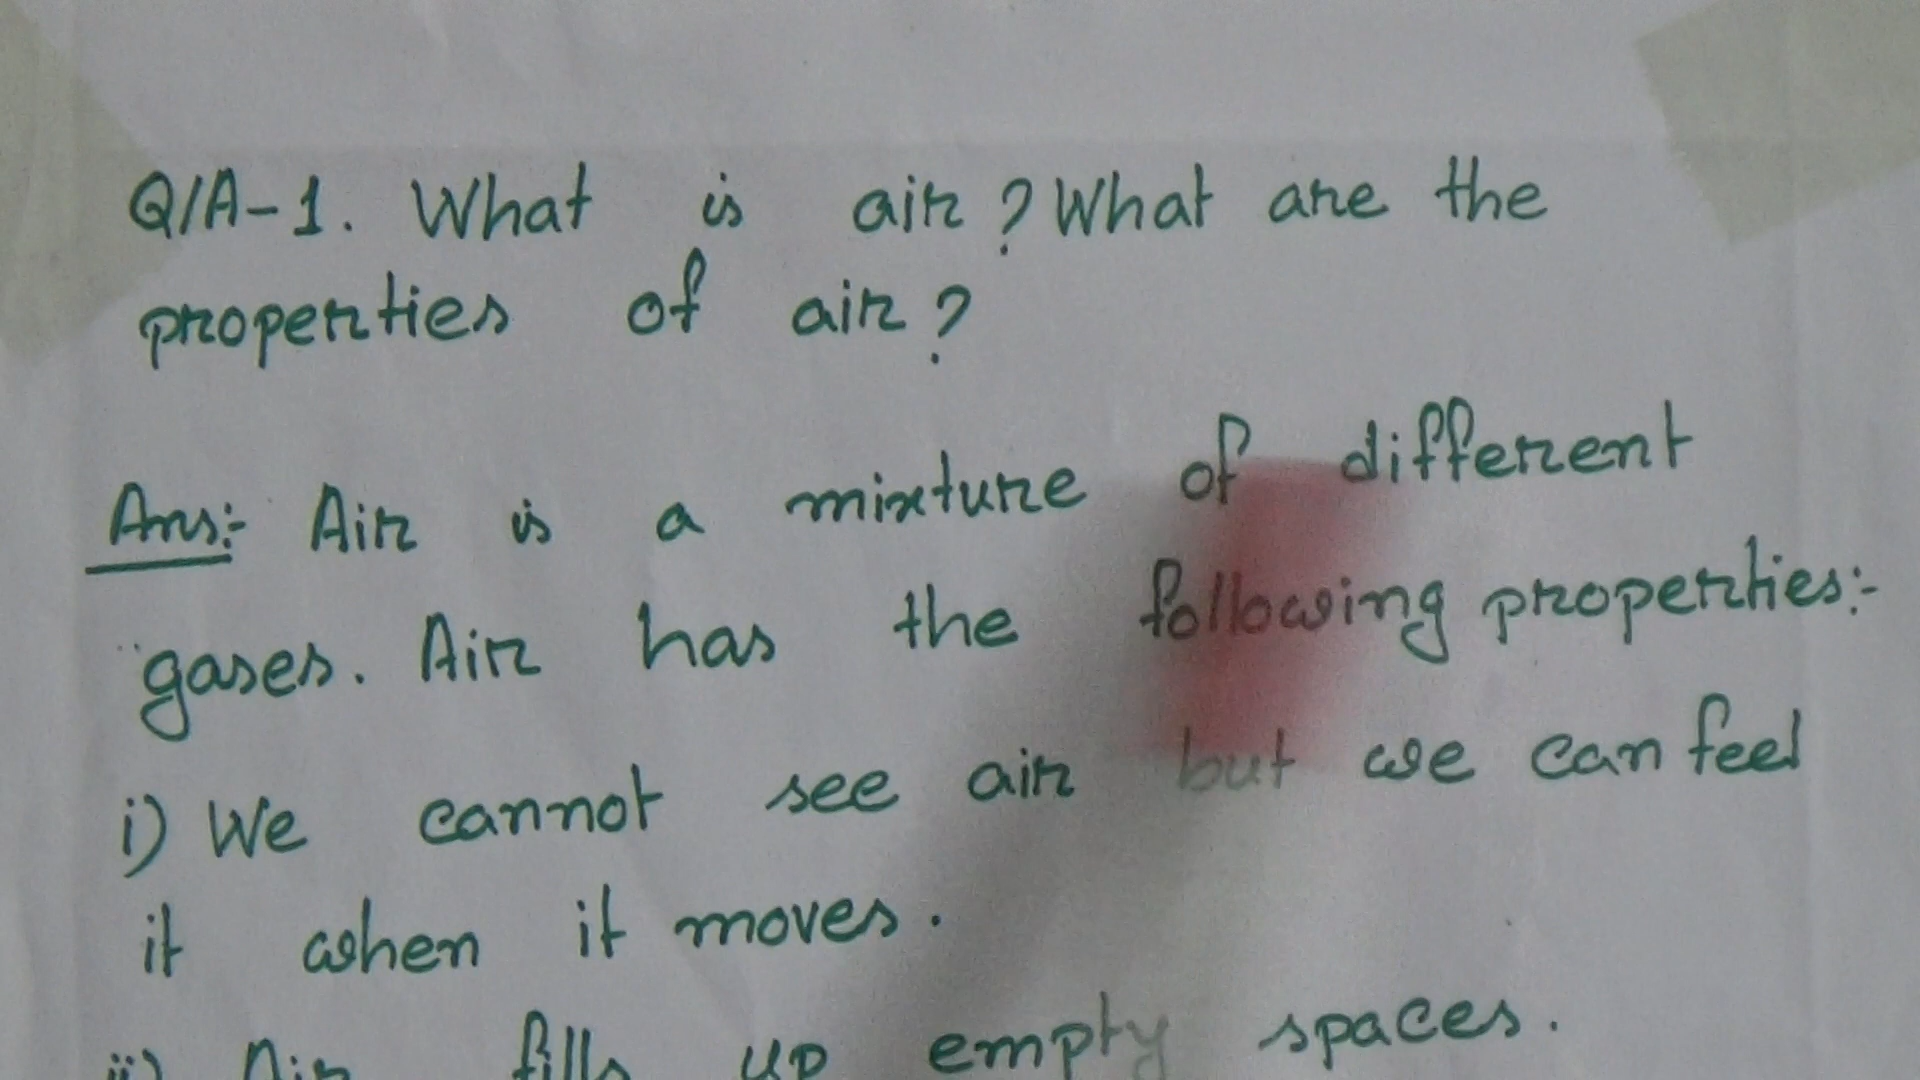 Q/A-1. What is air? What are the
properties of air?
Ans:- Air is a mixture of different
gases. Air has the following properties:-
i) We cannot see air but we can feel
it when it moves.
ii) Air fills up empty spaces.